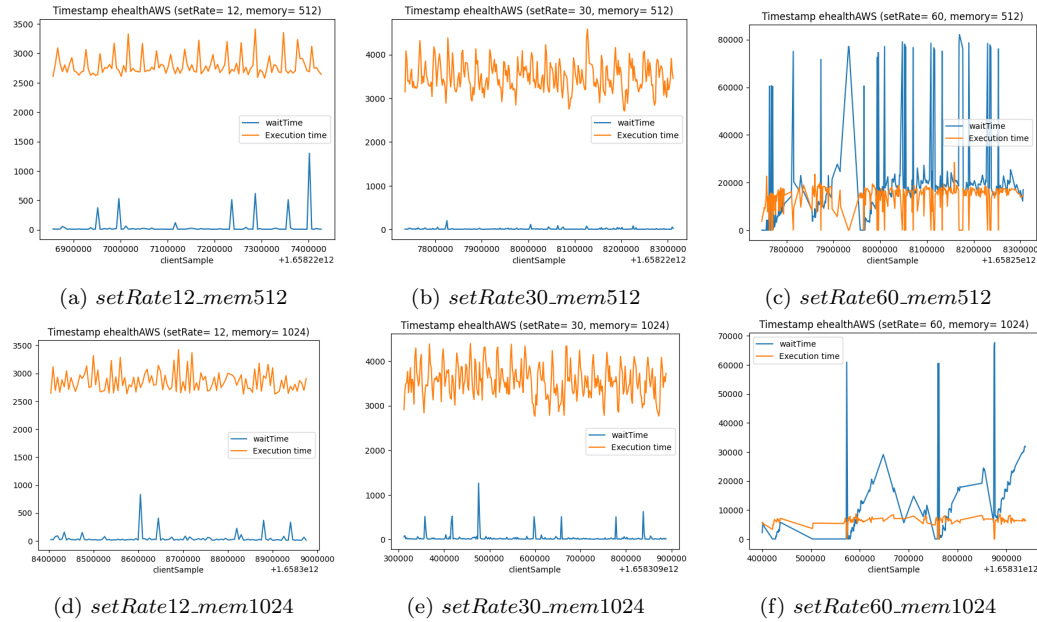 Timestamp ehealthAWS (setRate= 12, memory= 512)
3500
3000
2500
2000
1500
1000
500
0
waitTime
Execution time
6900000 7000000 7100000 7200000 7300000 7400000
clientSample
+1.65822e12
(a) setRate12_mem512
Timestamp ehealthAWS (setRate= 30, memory= 512)
4000
3000
2000
1000
0
waitTime
Execution time
7800000 7900000 8000000 8100000 8200000 8300000
clientSample
+1.65822e12
(b) setRate30_mem512
Timestamp ehealthAWS (setRate= 60, memory= 512)
80000
60000
40000
20000
0
waitTime
Execution time
7800000 7900000 8000000 8100000 8200000 8300000
clientSample
+1.65825e12
(c) setRate60_mem512
Timestamp ehealthAWS (setRate= 12, memory= 1024)
3500
3000
2500
2000
1500
1000
500
0
waitTime
Execution time
8400000 8500000 8600000 8700000 8800000 8900000 9000000
clientSample
+1.6583e12
(d) setRate12_mem1024
Timestamp ehealthAWS (setRate= 30, memory= 1024)
4000
3000
2000
1000
0
waitTime
Execution time
300000 400000 500000 600000 700000 800000 900000
clientSample
+1.658309e12
(e) setRate30_mem1024
Timestamp ehealthAWS (setRate= 60, memory= 1024)
70000
60000
50000
40000
30000
20000
10000
0
waitTime
Execution time
400000 500000 600000 700000 800000 900000
clientSample
+1.65831e12
(f) setRate60_mem1024